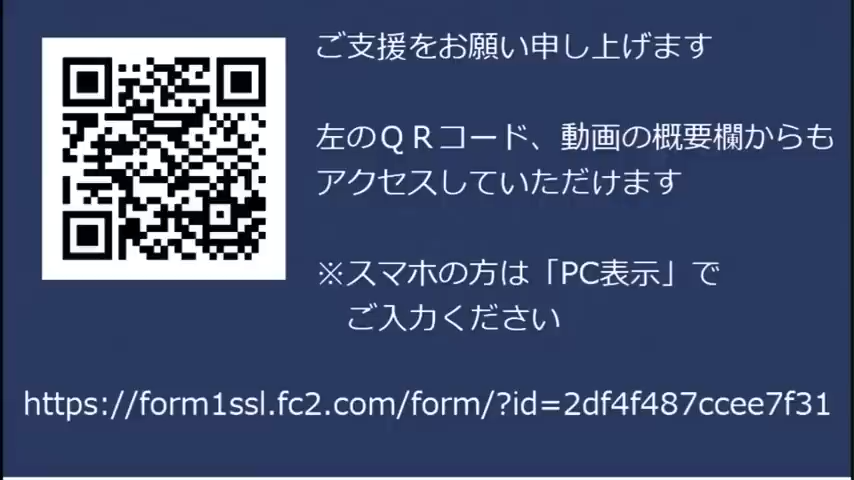 ご支援をお願い申し上げます
左のＱＲコード、動画の概要欄からも
アクセスしていただけます
※スマホの方は「PC表示」で
ご入力ください
https://form1ssl.fc2.com/form/?id=2df4f487ccee7f31